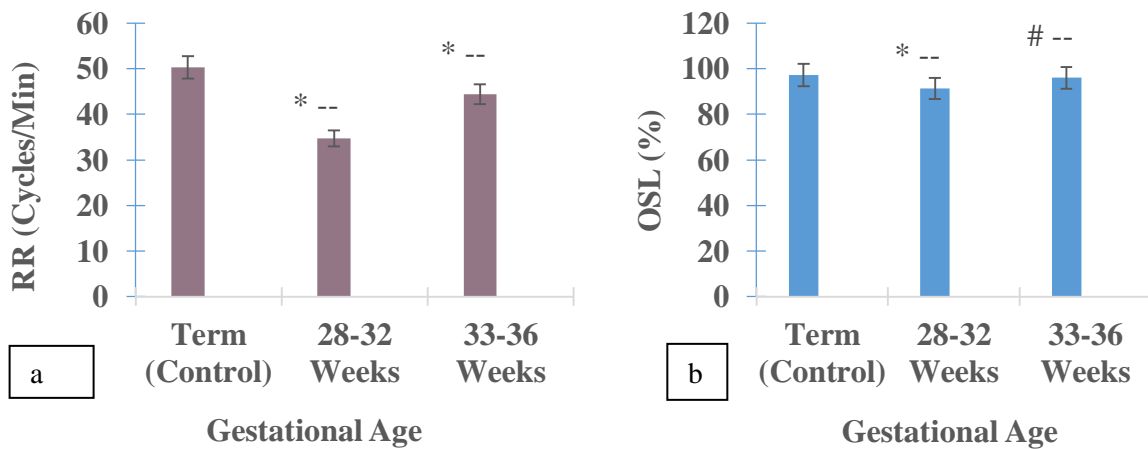 60
50
40
30
20
10
0
RR (Cycles/Min)
* --
* --
Term (Control)
28-32 Weeks
33-36 Weeks
Gestational Age
a
120
100
80
60
40
20
0
OSL (%)
* --
# --
Term (Control)
28-32 Weeks
33-36 Weeks
Gestational Age
b